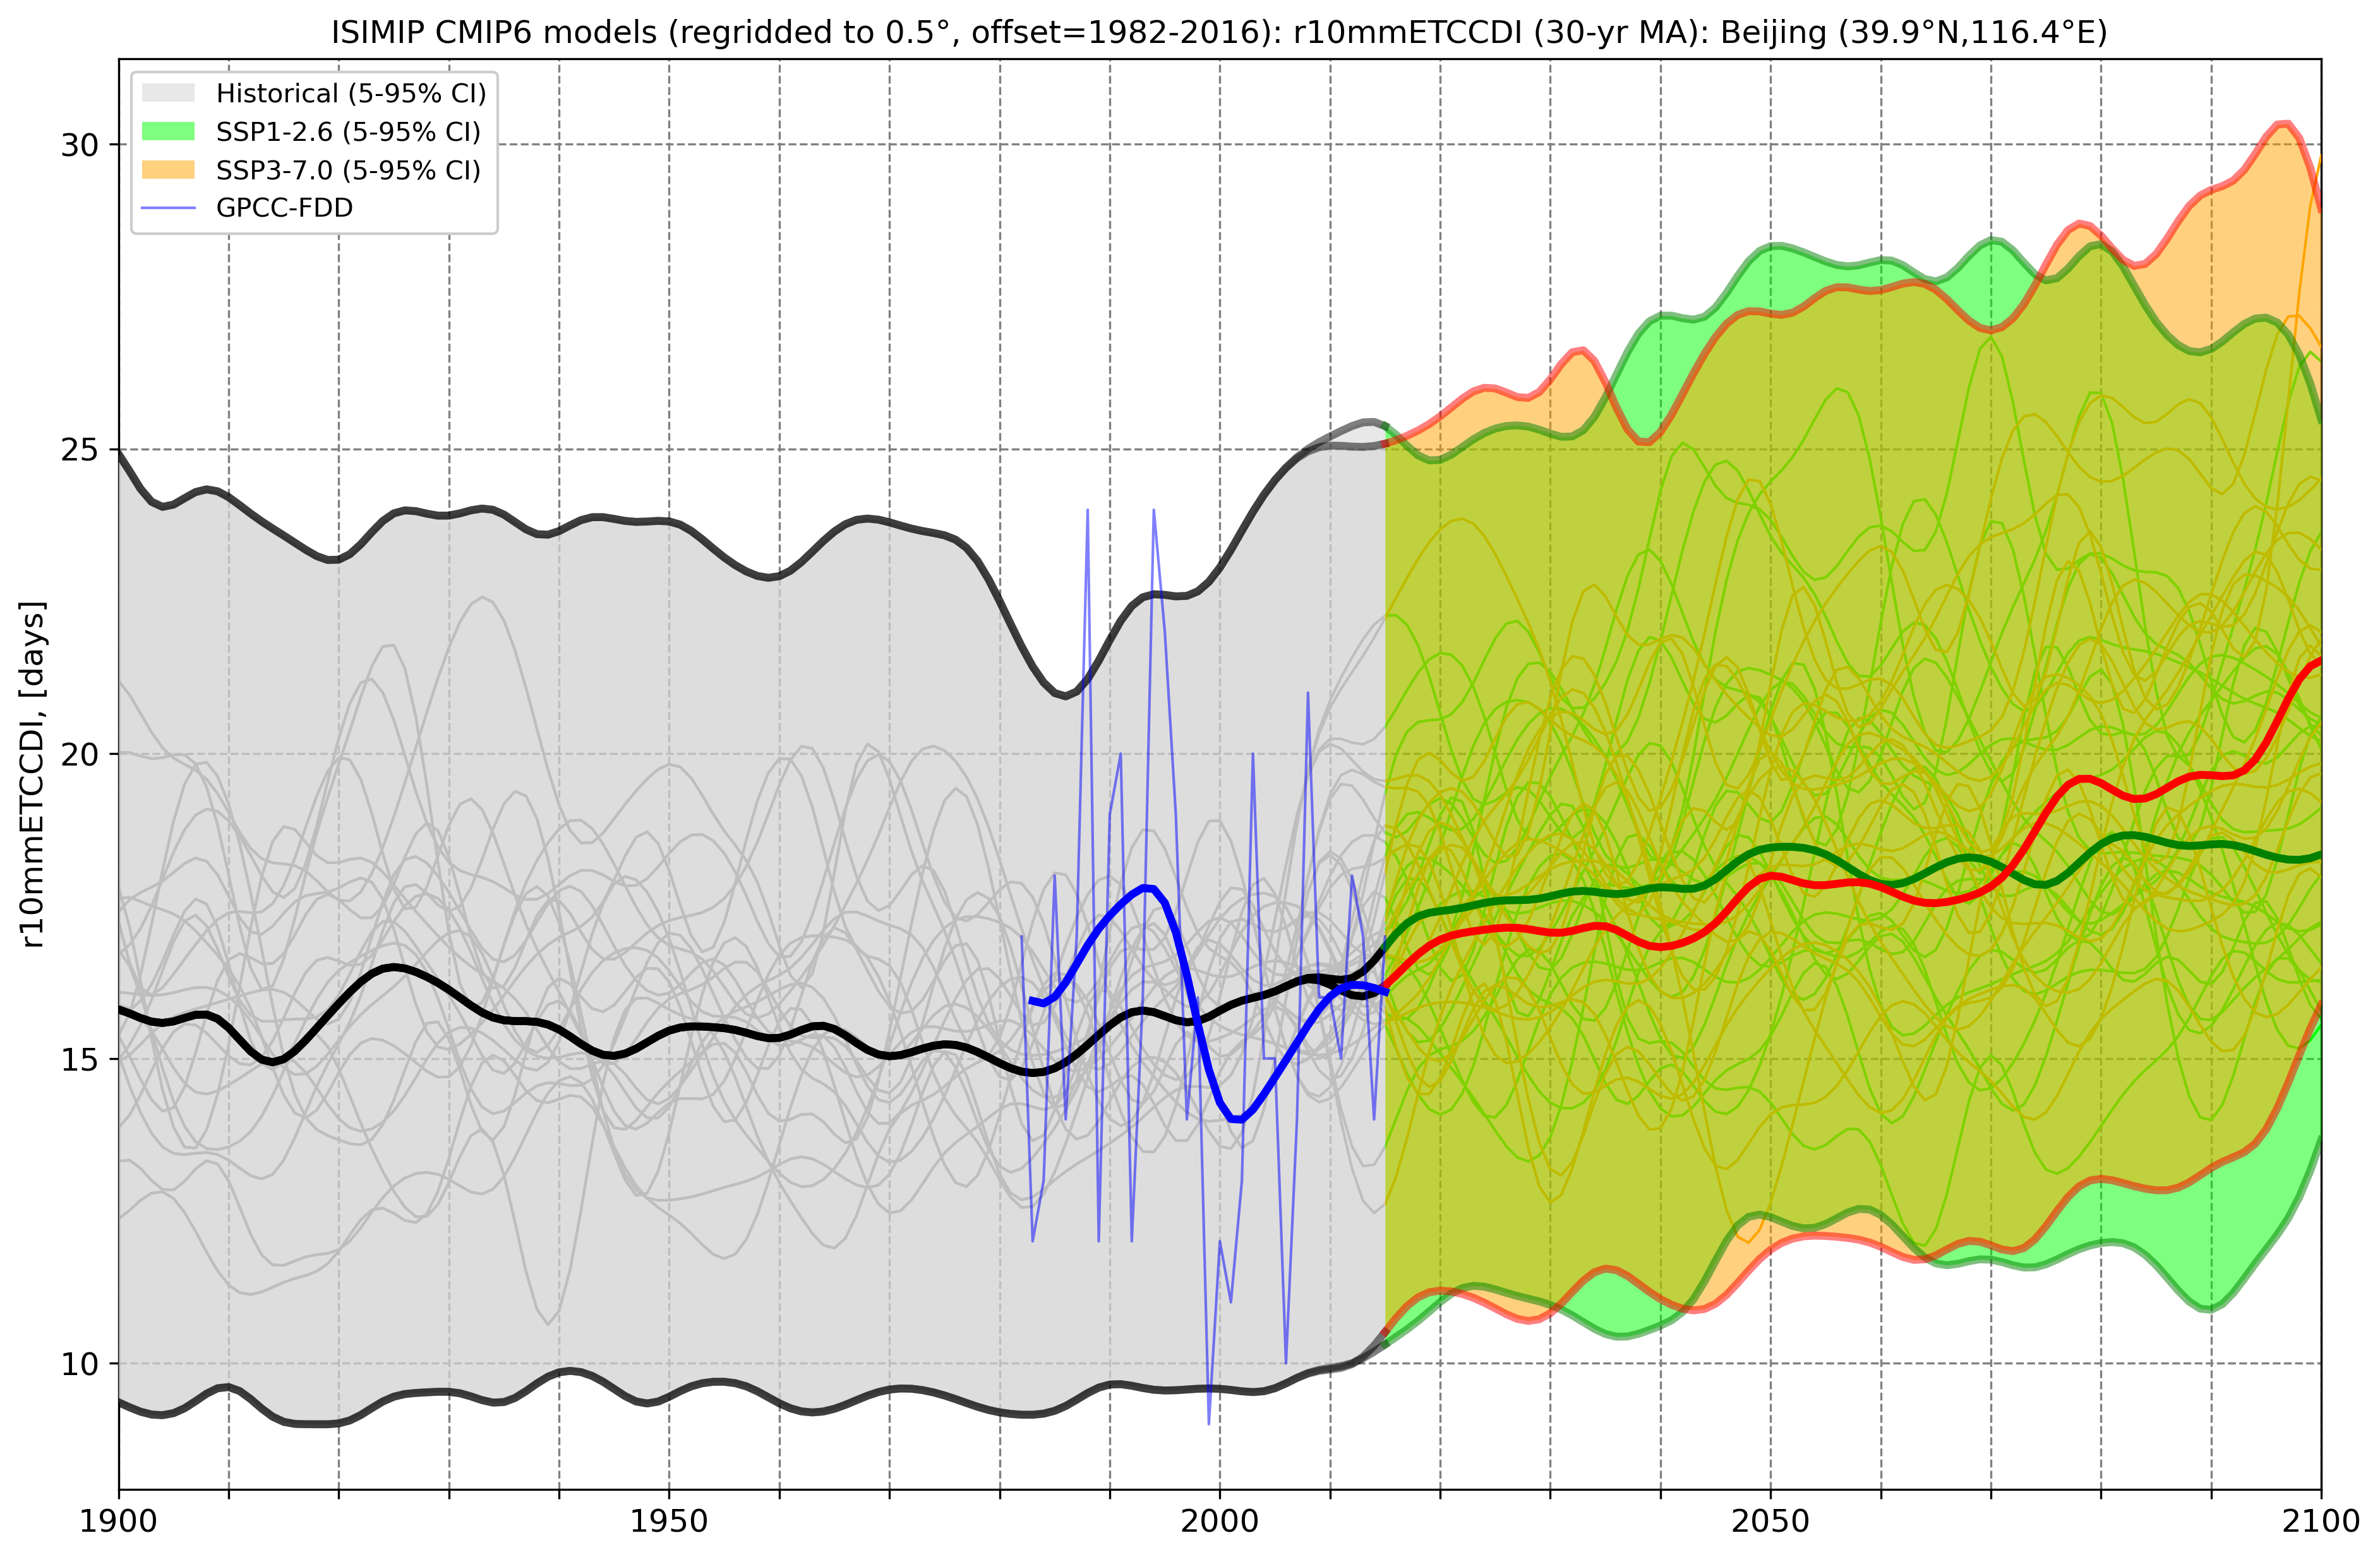 ISIMIP CMIP6 models (regridded to 0.5°, offset=1982-2016): r10mmETCCDI (30-yr MA): Beijing (39.9°N,116.4°E)
Historical (5-95% CI)
SSP1-2.6 (5-95% CI)
SSP3-7.0 (5-95% CI)
GPCC-FDD
r10mmETCCDI, [days]
30
25
20
15
10
1900
1950
2000
2050
2100